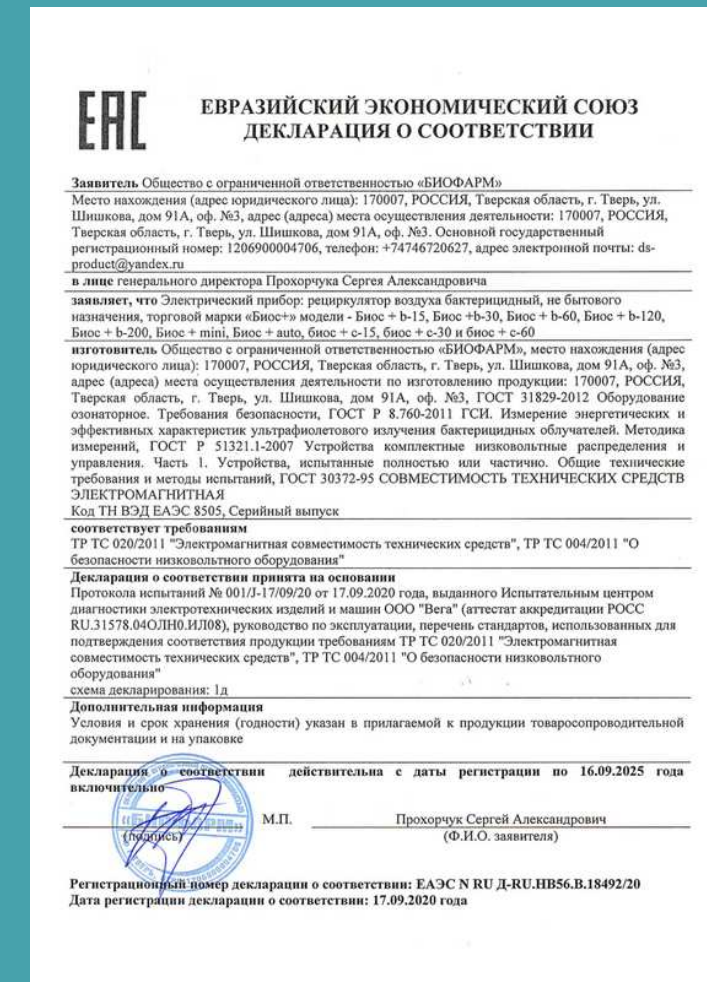 ЕАС
ЕВРАЗИЙСКИЙ ЭКОНОМИЧЕСКИЙ СОЮЗ
ДЕКЛАРАЦИЯ О СООТВЕТСТВИИ
Заявитель Общество с ограниченной ответственностью «БИОФАРМ»
Место нахождения (адрес юридического лица): 170007, РОССИЯ, Тверская область, г. Тверь, ул.
Шишкова, дом 91А, оф. №3, адрес (адреса) места осуществления деятельности: 170007, РОССИЯ,
Тверская область, г. Тверь, ул. Шишкова, дом 91А, оф. №3. Основной государственный
регистрационный номер: 1206900004706, телефон: +74746720627, адрес электронной почты: ds-
product@yandex.ru
в лице генерального директора Прохорчука Сергея Александровича
заявляет, что Электрический прибор: рециркулятор воздуха бактерицидный, не бытового
назначения, торговой марки «Биос+» модели - Биос + b-15, Биос +b-30, Биос + b-60, Биос + b-120,
Биос + b-200, Биос + mini, Биос + auto, биос + с-15, биос + с-30 и биос + с-60
изготовитель Общество с ограниченной ответственностью «БИОФАРМ», место нахождения (адрес
юридического лица): 170007, РОССИЯ, Тверская область, г. Тверь, ул. Шишкова, дом 91А, оф. №3,
адрес (адреса) места осуществления деятельности по изготовлению продукции: 170007, РОССИЯ,
Тверская область, г. Тверь, ул. Шишкова, дом 91А, оф. №3, ГОСТ 31829-2012 Оборудование
озонаторное. Требования безопасности, ГОСТ Р 8.760-2011 ГСИ. Измерение энергетических и
эффективных характеристик ультрафиолетового излучения бактерицидных облучателей. Методика
измерений, ГОСТ Р 51321.1-2007 Устройства комплектные низковольтные распределения и
управления. Часть 1. Устройства, испытанные полностью или частично. Общие технические
требования и методы испытаний, ГОСТ 30372-95 СОВМЕСТИМОСТЬ ТЕХНИЧЕСКИХ СРЕДСТВ
ЭЛЕКТРОМАГНИТНАЯ
Код ТН ВЭД ЕАЭС 8505, Серийный выпуск
соответствует требованиям
ТР ТС 020/2011 "Электромагнитная совместимость технических средств", ТР ТС 004/2011 "О
безопасности низковольтного оборудования"
Декларация о соответствии принята на основании
Протокола испытаний № 001/J-17/09/20 от 17.09.2020 года, выданного Испытательным центром
диагностики электротехнических изделий и машин ООО "Вега" (аттестат аккредитации РОСС
RU.31578.04ОЛН0.ИЛ08), руководство по эксплуатации, перечень стандартов, использованных для
подтверждения соответствия продукции требованиям ТР ТС 020/2011 "Электромагнитная
совместимость технических средств", ТР ТС 004/2011 "О безопасности низковольтного
оборудования"
схема декларирования: 1д
Дополнительная информация
Условия и срок хранения (годности) указан в прилагаемой к продукции товаросопроводительной
документации и на упаковке
Декларация о соответствии действительна с даты регистрации по 16.09.2025 года
включительно
М.П. Прохорчук Сергей Александрович
(подпись) (Ф.И.О. заявителя)
Регистрационный номер декларации о соответствии: ЕАЭС N RU Д-RU.НВ56.В.18492/20
Дата регистрации декларации о соответствии: 17.09.2020 года